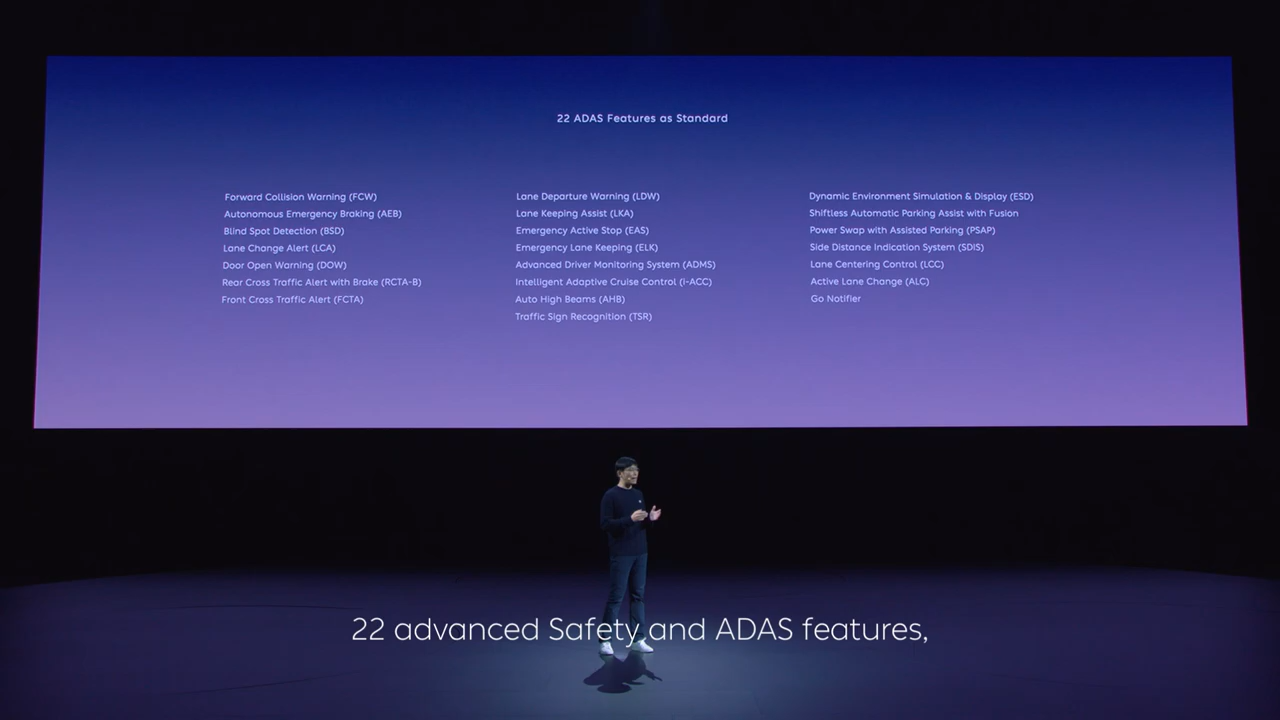 22 ADAS Features as Standard
Forward Collision Warning (FCW)
Autonomous Emergency Braking (AEB)
Blind Spot Detection (BSD)
Lane Change Alert (LCA)
Door Open Warning (DOW)
Rear Cross Traffic Alert with Brake (RCTA-B)
Front Cross Traffic Alert (FCTA)
Lane Departure Warning (LDW)
Lane Keeping Assist (LKA)
Emergency Active Stop (EAS)
Emergency Lane Keeping (ELK)
Advanced Driver Monitoring System (ADMS)
Intelligent Adaptive Cruise Control (i-ACC)
Auto High Beams (AHB)
Traffic Sign Recognition (TSR)
Dynamic Environment Simulation & Display (ESD)
Shiftless Automatic Parking Assist with Fusion
Power Swap with Assisted Parking (PSAP)
Side Distance Indication System (SDIS)
Lane Centering Control (LCC)
Active Lane Change (ALC)
Go Notifier
22 advanced Safety and ADAS features,